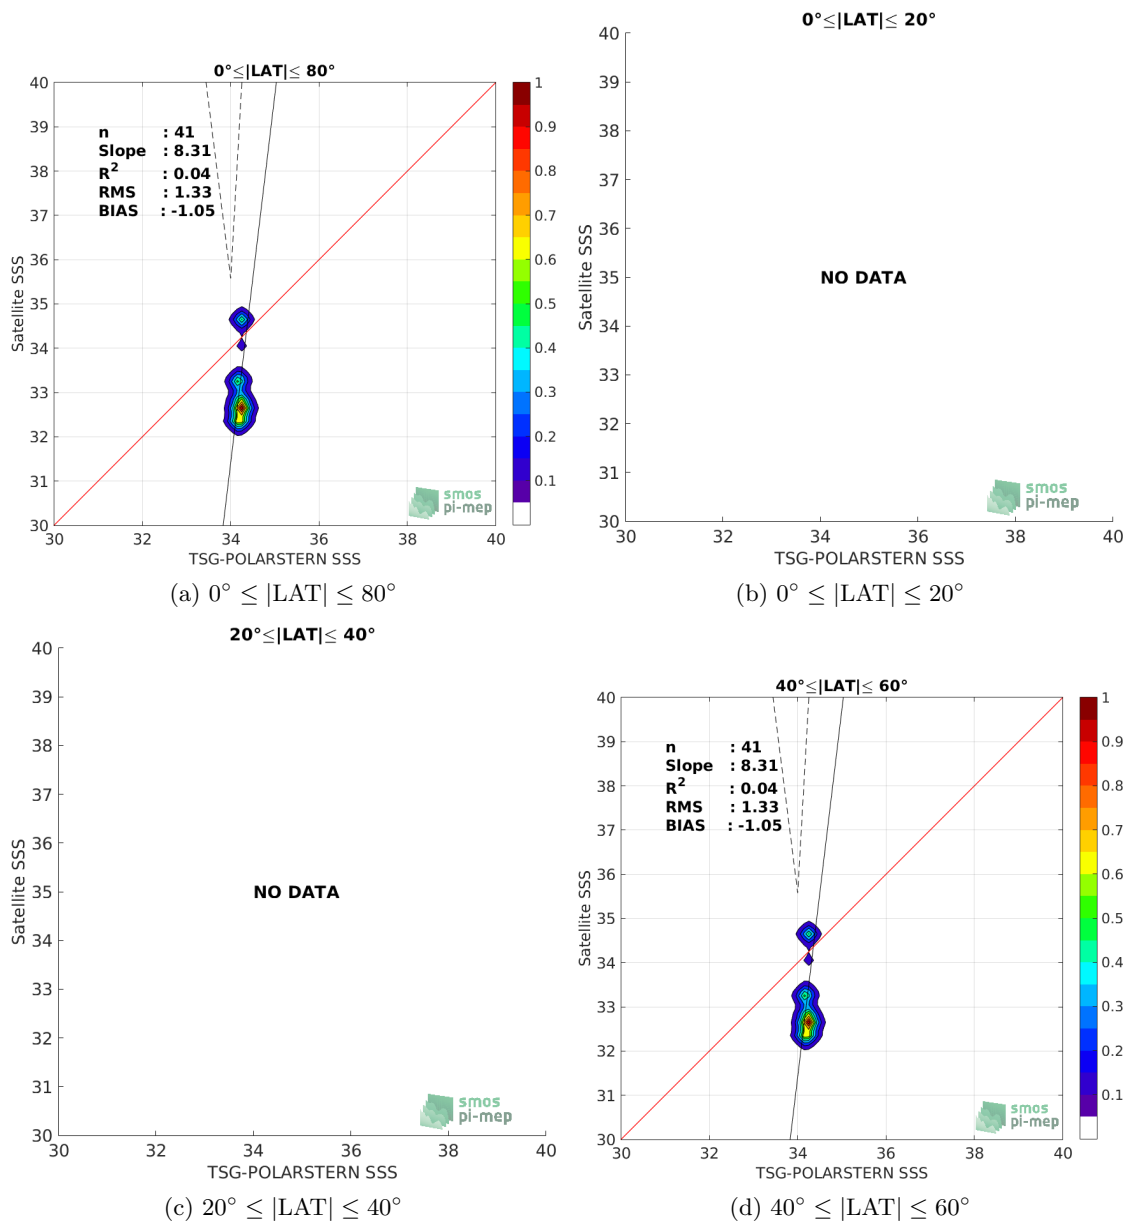 0°≤|LAT|≤ 80°
40
39
38
37
36
35
34
33
32
31
30
30 32 34 36 38 40
n : 41
Slope : 8.31
R² : 0.04
RMS : 1.33
BIAS : -1.05
1
0.9
0.8
0.7
0.6
0.5
0.4
0.3
0.2
0.1
Satellite SSS
TSG-POLARSTERN SSS
smos
pi-mep
(a) 0° ≤ |LAT| ≤ 80°
0°≤|LAT|≤ 20°
40
39
38
37
36
35
34
33
32
31
30
30 32 34 36 38 40
NO DATA
Satellite SSS
TSG-POLARSTERN SSS
smos
pi-mep
(b) 0° ≤ |LAT| ≤ 20°
20°≤|LAT|≤ 40°
40
39
38
37
36
35
34
33
32
31
30
30 32 34 36 38 40
NO DATA
Satellite SSS
TSG-POLARSTERN SSS
smos
pi-mep
(c) 20° ≤ |LAT| ≤ 40°
40°≤|LAT|≤ 60°
40
39
38
37
36
35
34
33
32
31
30
30 32 34 36 38 40
n : 41
Slope : 8.31
R² : 0.04
RMS : 1.33
BIAS : -1.05
1
0.9
0.8
0.7
0.6
0.5
0.4
0.3
0.2
0.1
Satellite SSS
TSG-POLARSTERN SSS
smos
pi-mep
(d) 40° ≤ |LAT| ≤ 60°